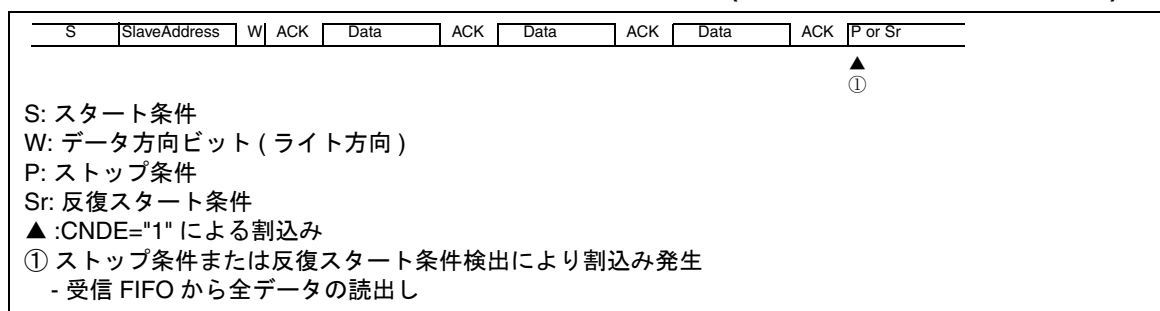 S SlaveAddress W ACK Data ACK Data ACK Data ACK P or Sr
▲
①
S: スタート条件
W: データ方向ビット ( ライト方向 )
P: ストップ条件
Sr: 反復スタート条件
▲ :CNDE="1" による割込み
① ストップ条件または反復スタート条件検出により割込み発生
- 受信 FIFO から全データの読出し